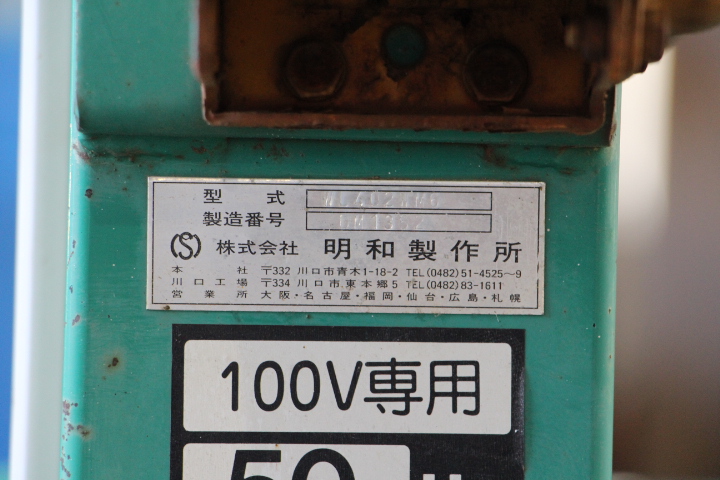 型式
製造番号
(S) 株式会社 明和製作所
本社 〒332 川口市青木1-18-2 TEL(0482)51-4525～9
川口工場 〒334 川口市東本郷5 TEL(0482)83-1611
営業所 大阪・名古屋・福岡・仙台・広島・札幌
100V専用
50